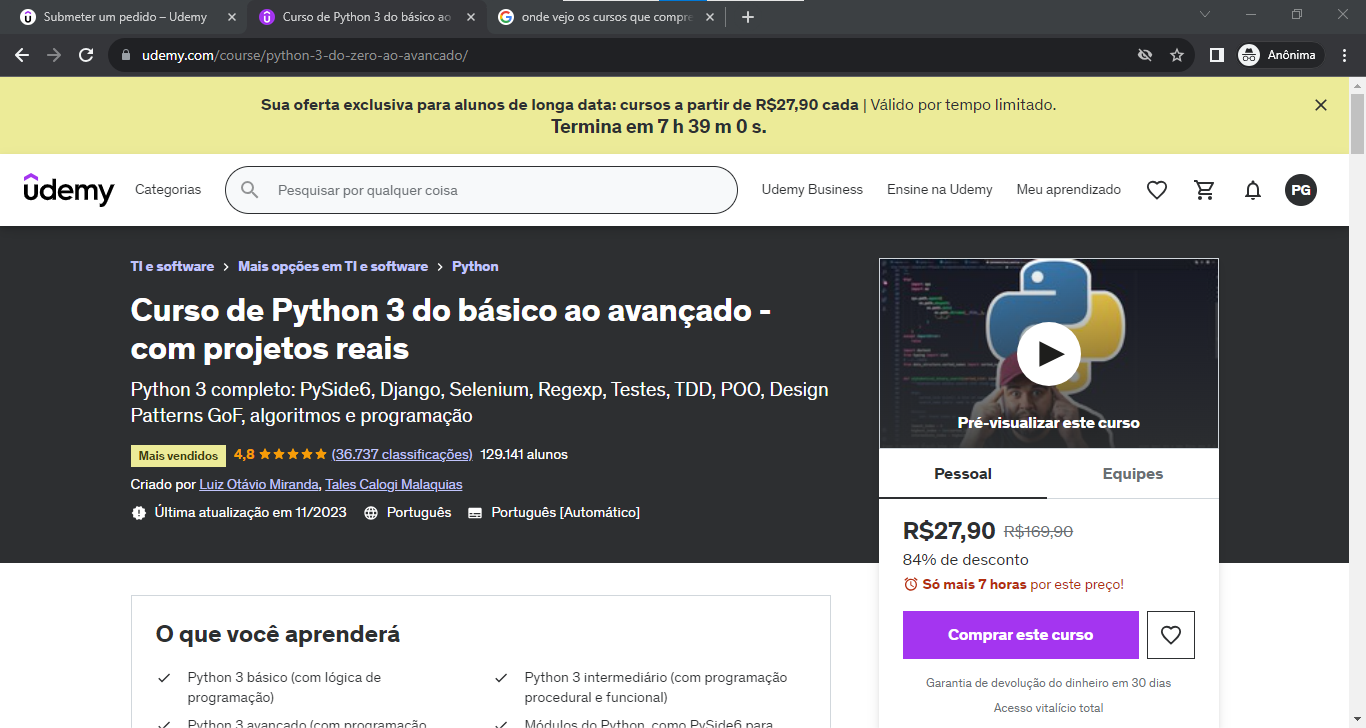 Submeter um pedido – Udemy
Curso de Python 3 do básico ao
onde vejo os cursos que compre
udemy.com/course/python-3-do-zero-ao-avancado/
Anônima
Sua oferta exclusiva para alunos de longa data: cursos a partir de R$27,90 cada | Válido por tempo limitado.
Termina em 7 h 39 m 0 s.
udemy
Categorias
Pesquisar por qualquer coisa
Udemy Business
Ensine na Udemy
Meu aprendizado
PG
TI e software > Mais opções em TI e software > Python
Curso de Python 3 do básico ao avançado -
com projetos reais
Python 3 completo: PySide6, Django, Selenium, Regexp, Testes, TDD, POO, Design
Patterns GoF, algoritmos e programação
Mais vendidos 4,8 (36.737 classificações) 129.141 alunos
Criado por Luiz Otávio Miranda, Tales Calogi Malaquias
Última atualização em 11/2023 Português Português [Automático]
Pré-visualizar este curso
Pessoal
Equipes
R$27,90 R$169,90
84% de desconto
Só mais 7 horas por este preço!
Comprar este curso
Garantia de devolução do dinheiro em 30 dias
Acesso vitalício total
O que você aprenderá
Python 3 básico (com lógica de
programação)
Python 3 intermediário (com programação
procedural e funcional)
Python 3 avançado (com programação
Módulos do Python, como PySide6 para